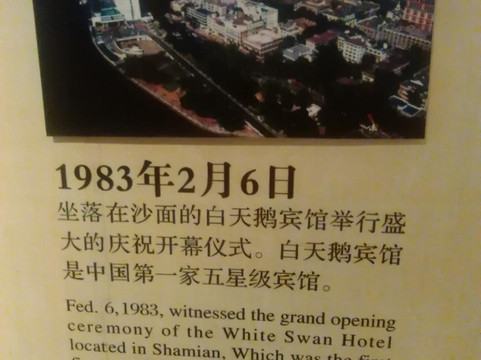 1983年2月6日
坐落在沙面的白天鹅宾馆举行盛
大的庆祝开幕仪式。白天鹅宾馆
是中国第一家五星级宾馆。
Fed. 6,1983, witnessed the grand opening
ceremony of the White Swan Hotel
located in Shamian, Which was the first